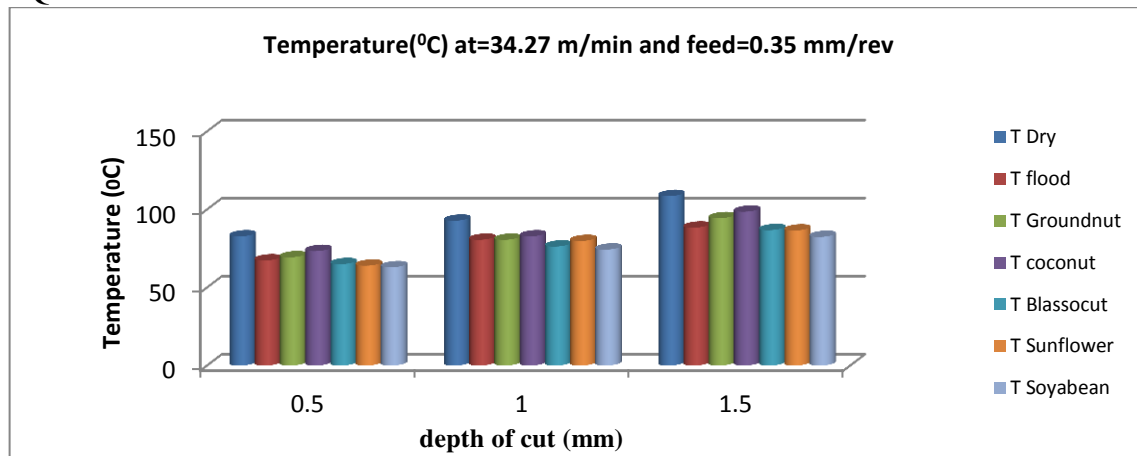 Temperature(⁰C) at=34.27 m/min and feed=0.35 mm/rev
Temperature (0C)
150
100
50
0
0.5 1 1.5
depth of cut (mm)
T Dry
T flood
T Groundnut
T coconut
T Blassocut
T Sunflower
T Soyabean